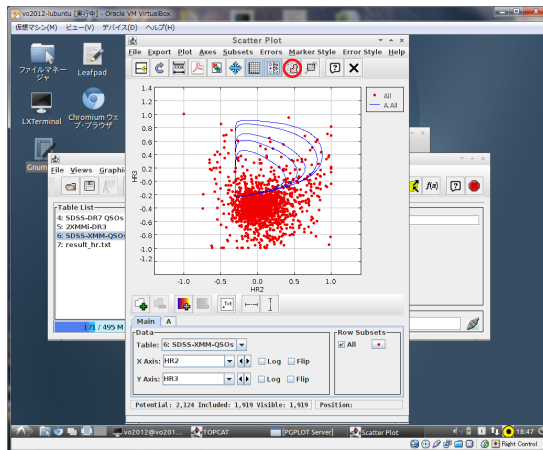 vo2012-lubuntu [実行中] - Oracle VM VirtualBox
仮想マシン(M) ビュー(V) デバイス(D) ヘルプ(H)
ファイルマネージャ
Leafpad
LXTerminal
Chromium ウェブ・ブラウザ
Gnum
Scatter Plot
File Export Plot Axes Subsets Errors Marker Style Error Style Help
All
A.All
1.4
1.2
1.0
0.8
0.6
0.4
0.2
0.0
-0.2
-0.4
-0.6
-0.8
-1.0
-1.2
HR3
-1.0 -0.5 0.0 0.5 1.0
HR2
File Views Graphi
f(x)
Table List
4: SDSS-DR7 QSOs
5: 2XMMi-DR3
6: SDSS-XMM-QSOs
7: result_hr.txt
171 / 495 M
Txt
Main A
Data
Table: 6: SDSS-XMM-QSOs
X Axis: HR2 Log Flip
Y Axis: HR3 Log Flip
Row Subsets
All
Potential: 2,124 Included: 1,919 Visible: 1,919 Position:
vo2012@vo201... TOPCAT [PGPLOT Server] Scatter Plot 18:47
Right Control